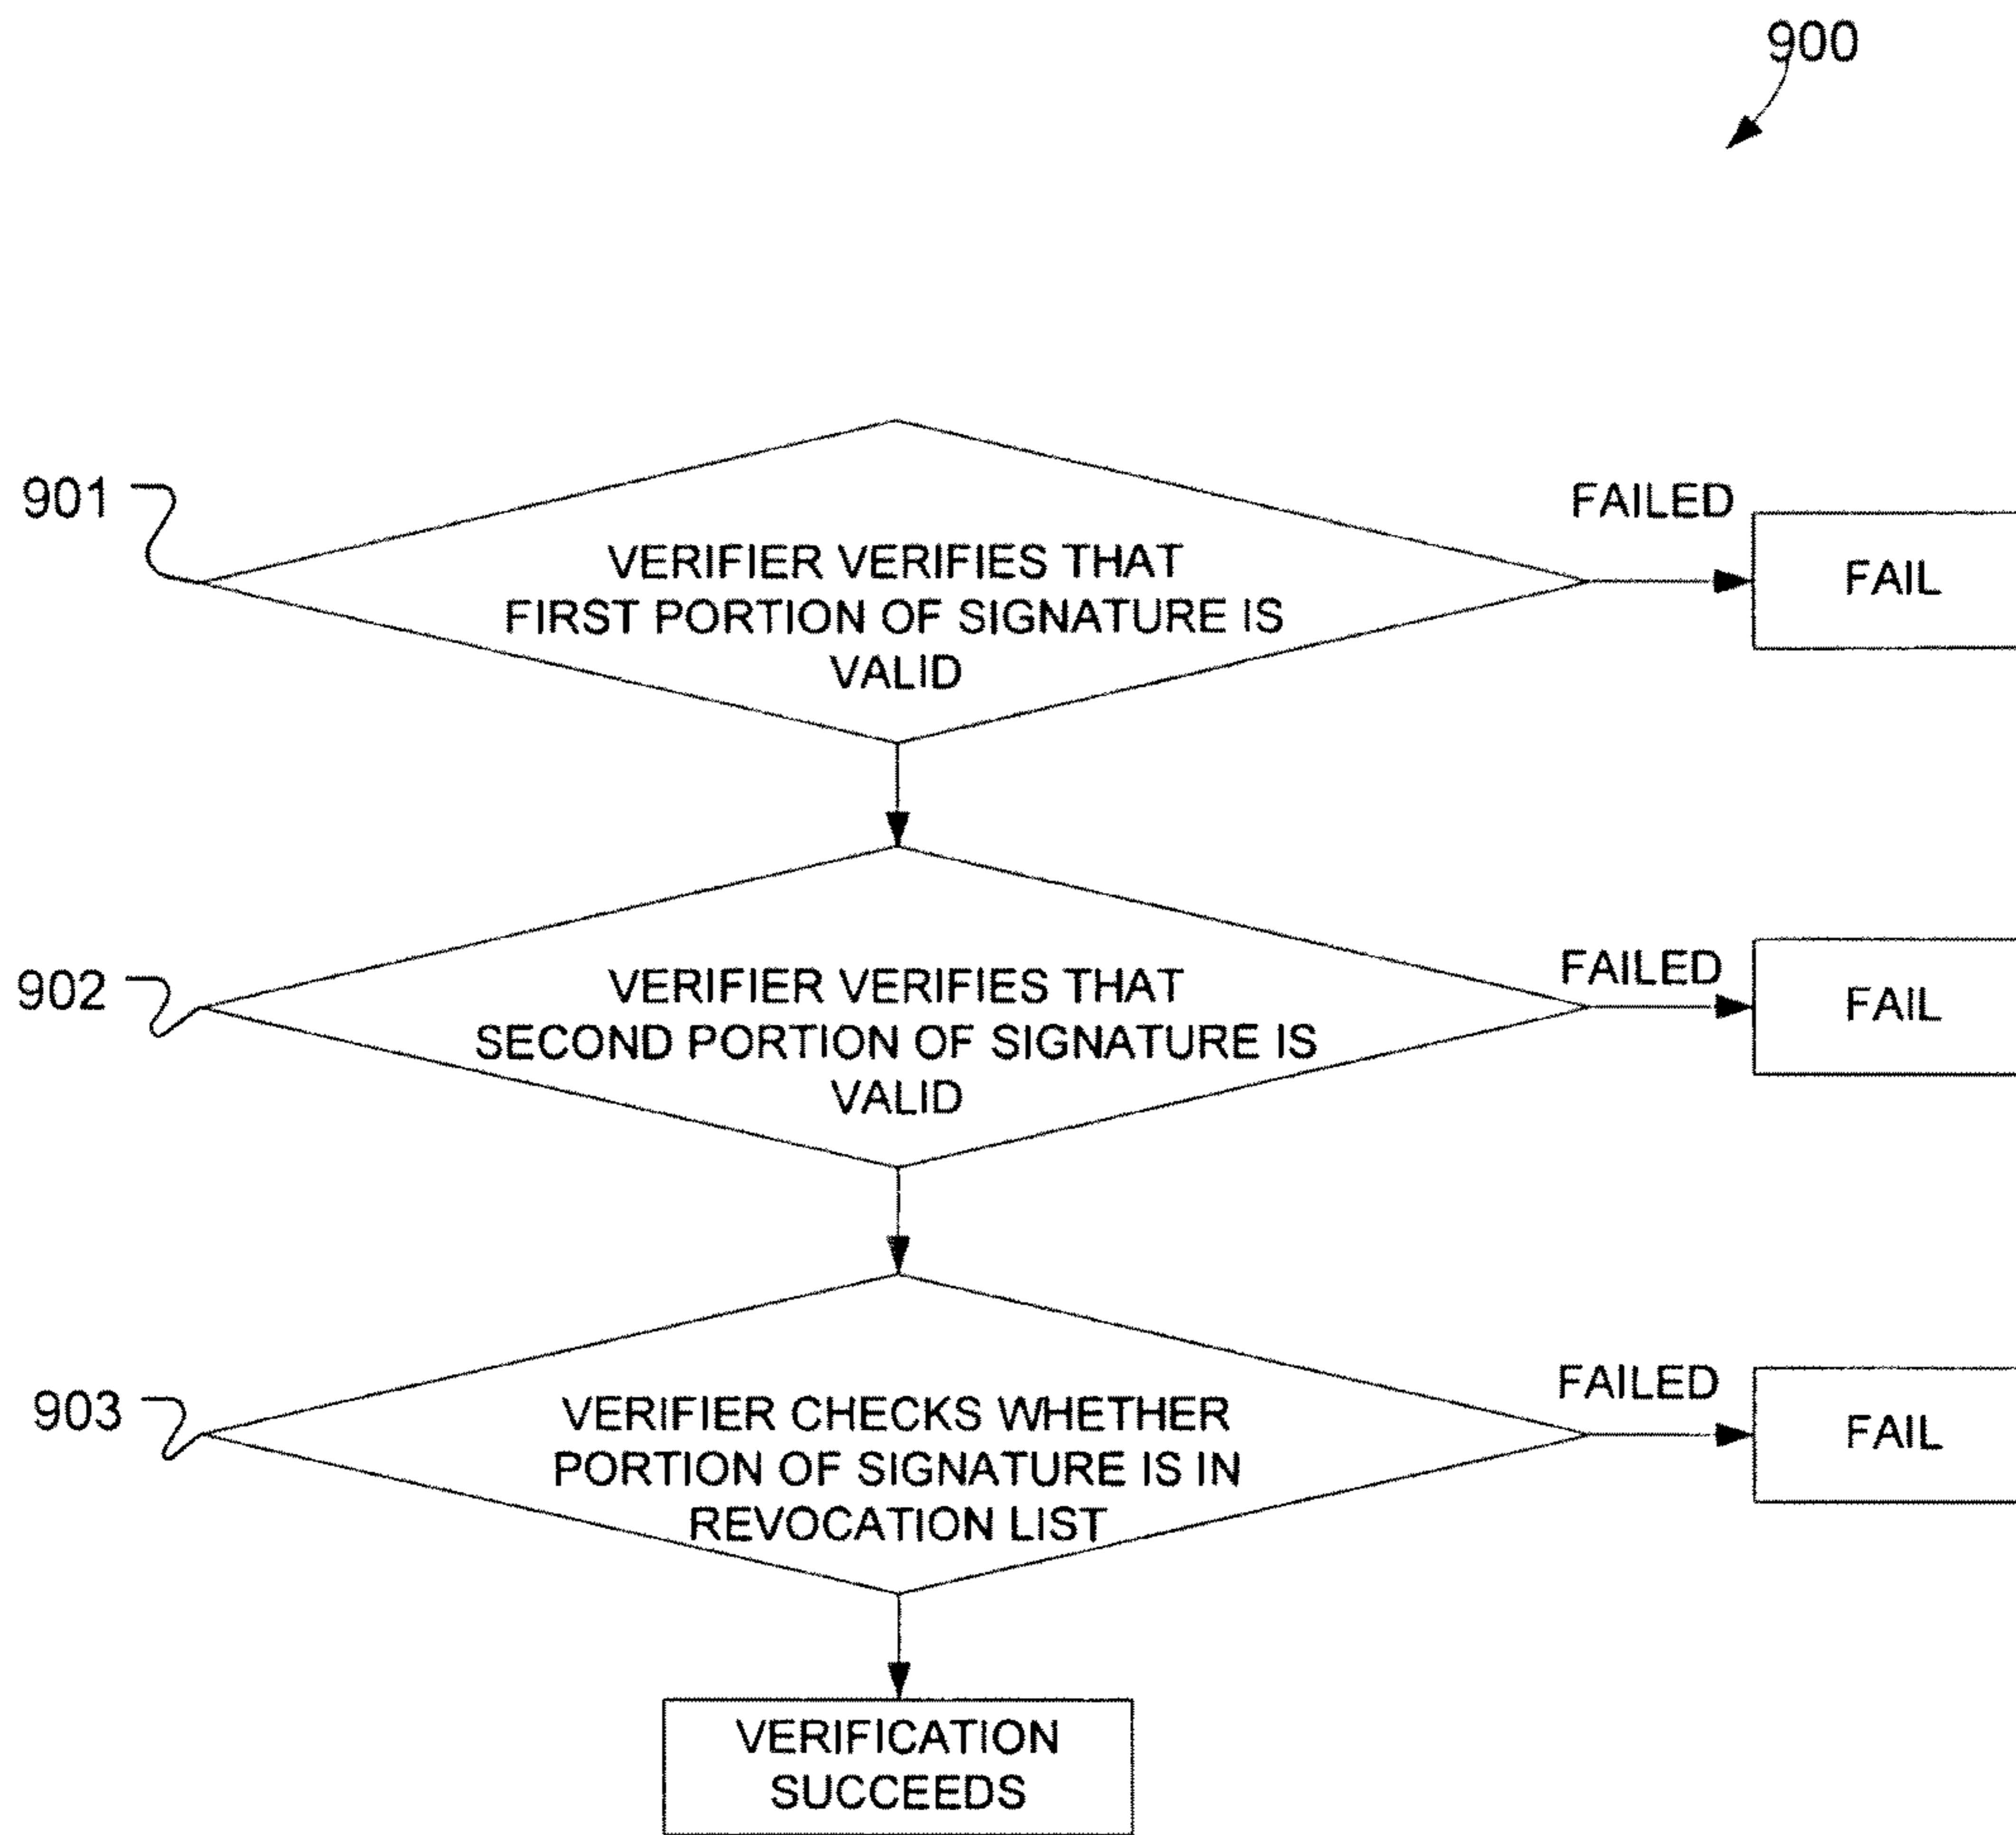 900
901
VERIFIER VERIFIES THAT
FIRST PORTION OF SIGNATURE IS
VALID
FAILED
FAIL
902
VERIFIER VERIFIES THAT
SECOND PORTION OF SIGNATURE IS
VALID
FAILED
FAIL
903
VERIFIER CHECKS WHETHER
PORTION OF SIGNATURE IS IN
REVOCATION LIST
FAILED
FAIL
VERIFICATION
SUCCEEDS